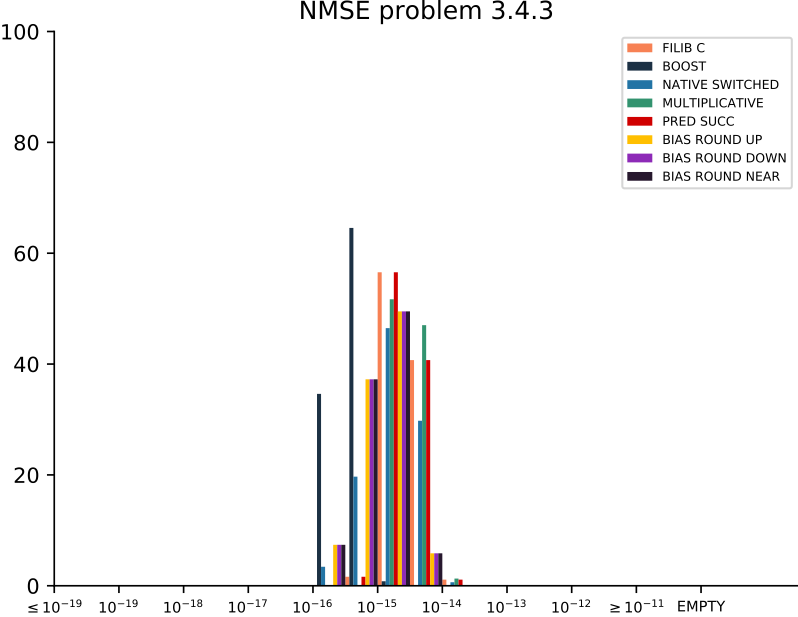 NMSE problem 3.4.3
100
80
60
40
20
0
FILIB C
BOOST
NATIVE SWITCHED
MULTIPLICATIVE
PRED SUCC
BIAS ROUND UP
BIAS ROUND DOWN
BIAS ROUND NEAR
≤ 10⁻¹⁹ 10⁻¹⁹ 10⁻¹⁸ 10⁻¹⁷ 10⁻¹⁶ 10⁻¹⁵ 10⁻¹⁴ 10⁻¹³ 10⁻¹² ≥ 10⁻¹¹ EMPTY